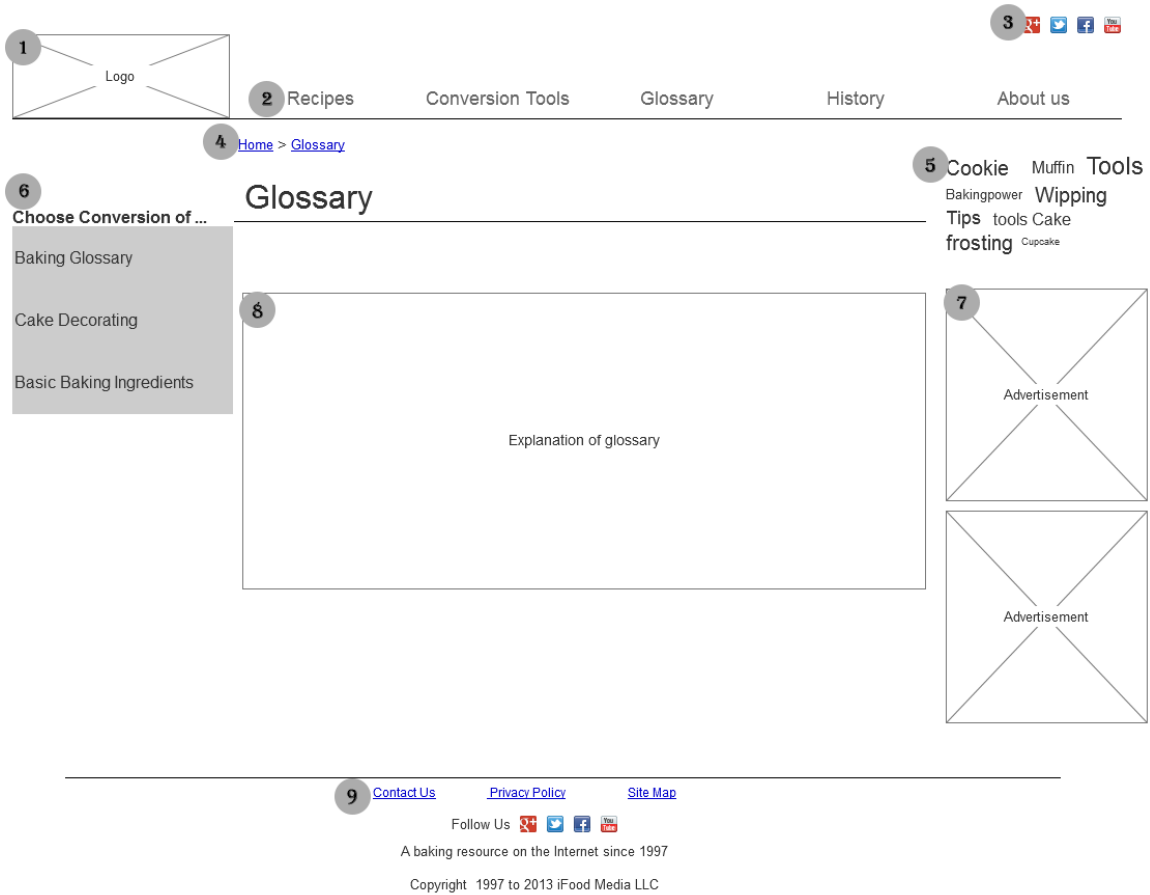 3
1
Logo
2 Recipes Conversion Tools Glossary History About us
4 Home > Glossary
5 Cookie Muffin Tools
Bakingpower Wipping
Tips tools Cake
frosting Cupcake
6
Choose Conversion of ...
Baking Glossary
Cake Decorating
Basic Baking Ingredients
Glossary
8
Explanation of glossary
7
Advertisement
Advertisement
9 Contact Us Privacy Policy Site Map
Follow Us
A baking resource on the Internet since 1997
Copyright 1997 to 2013 iFood Media LLC